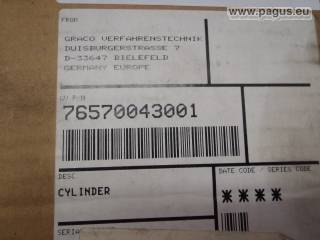 www.pagus.eu
FROM
GRACO VERFAHRENSTECHNIK
DUISBURGERSTRASSE 7
D-33647 BIELEFELD
GERMANY EUROPE
P/N
76570043001
DESC
CYLINDER
DATE CODE / SERIES CODE
****
SERIAL